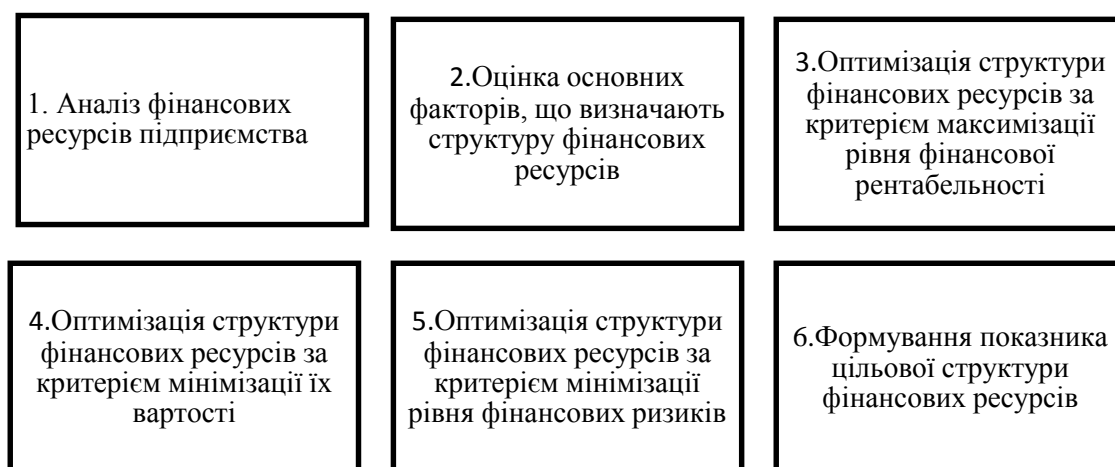 1. Аналіз фінансових
ресурсів підприємства
2.Оцінка основних
факторів, що визначають
структуру фінансових
ресурсів
3.Оптимізація структури
фінансових ресурсів за
критерієм максимізації
рівня фінансової
рентабельності
4.Оптимізація структури
фінансових ресурсів за
критерієм мінімізації їх
вартості
5.Оптимізація структури
фінансових ресурсів за
критерієм мінімізації
рівня фінансових ризиків
6.Формування показника
цільової структури
фінансових ресурсів